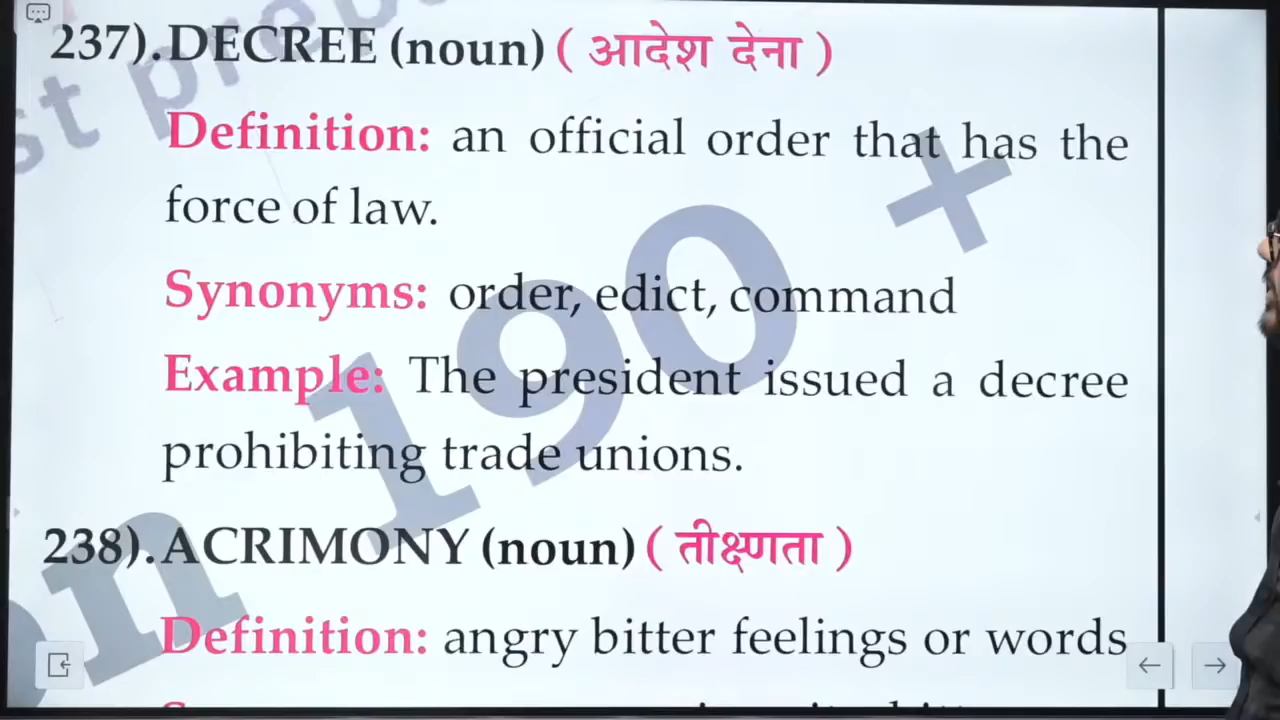 237).DECREE (noun) ( आदेश देना )
Definition: an official order that has the
force of law.
Synonyms: order, edict, command
Example: The president issued a decree
prohibiting trade unions.
190 +
238).ACRIMONY (noun) ( तीक्ष्णता )
Definition: angry bitter feelings or words